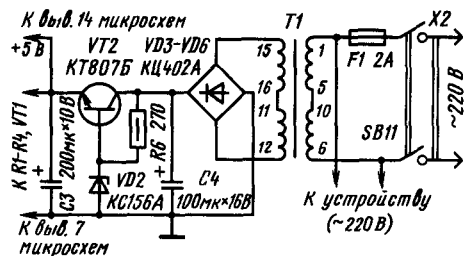 К выв. 14 микросхем
+5 В
VT2
КТ807Б
VD3-VD6
КЦ402А
T1
X2
15
16
11
12
1
5
10
6
F1 2А
SB11
~220 В
К R1-R4, VT1
200мк×10В
C3
+
R6 270
+
VD2
КС156А
C4
100мк×16В
К устройству
(~220 В)
К выв. 7
микросхем